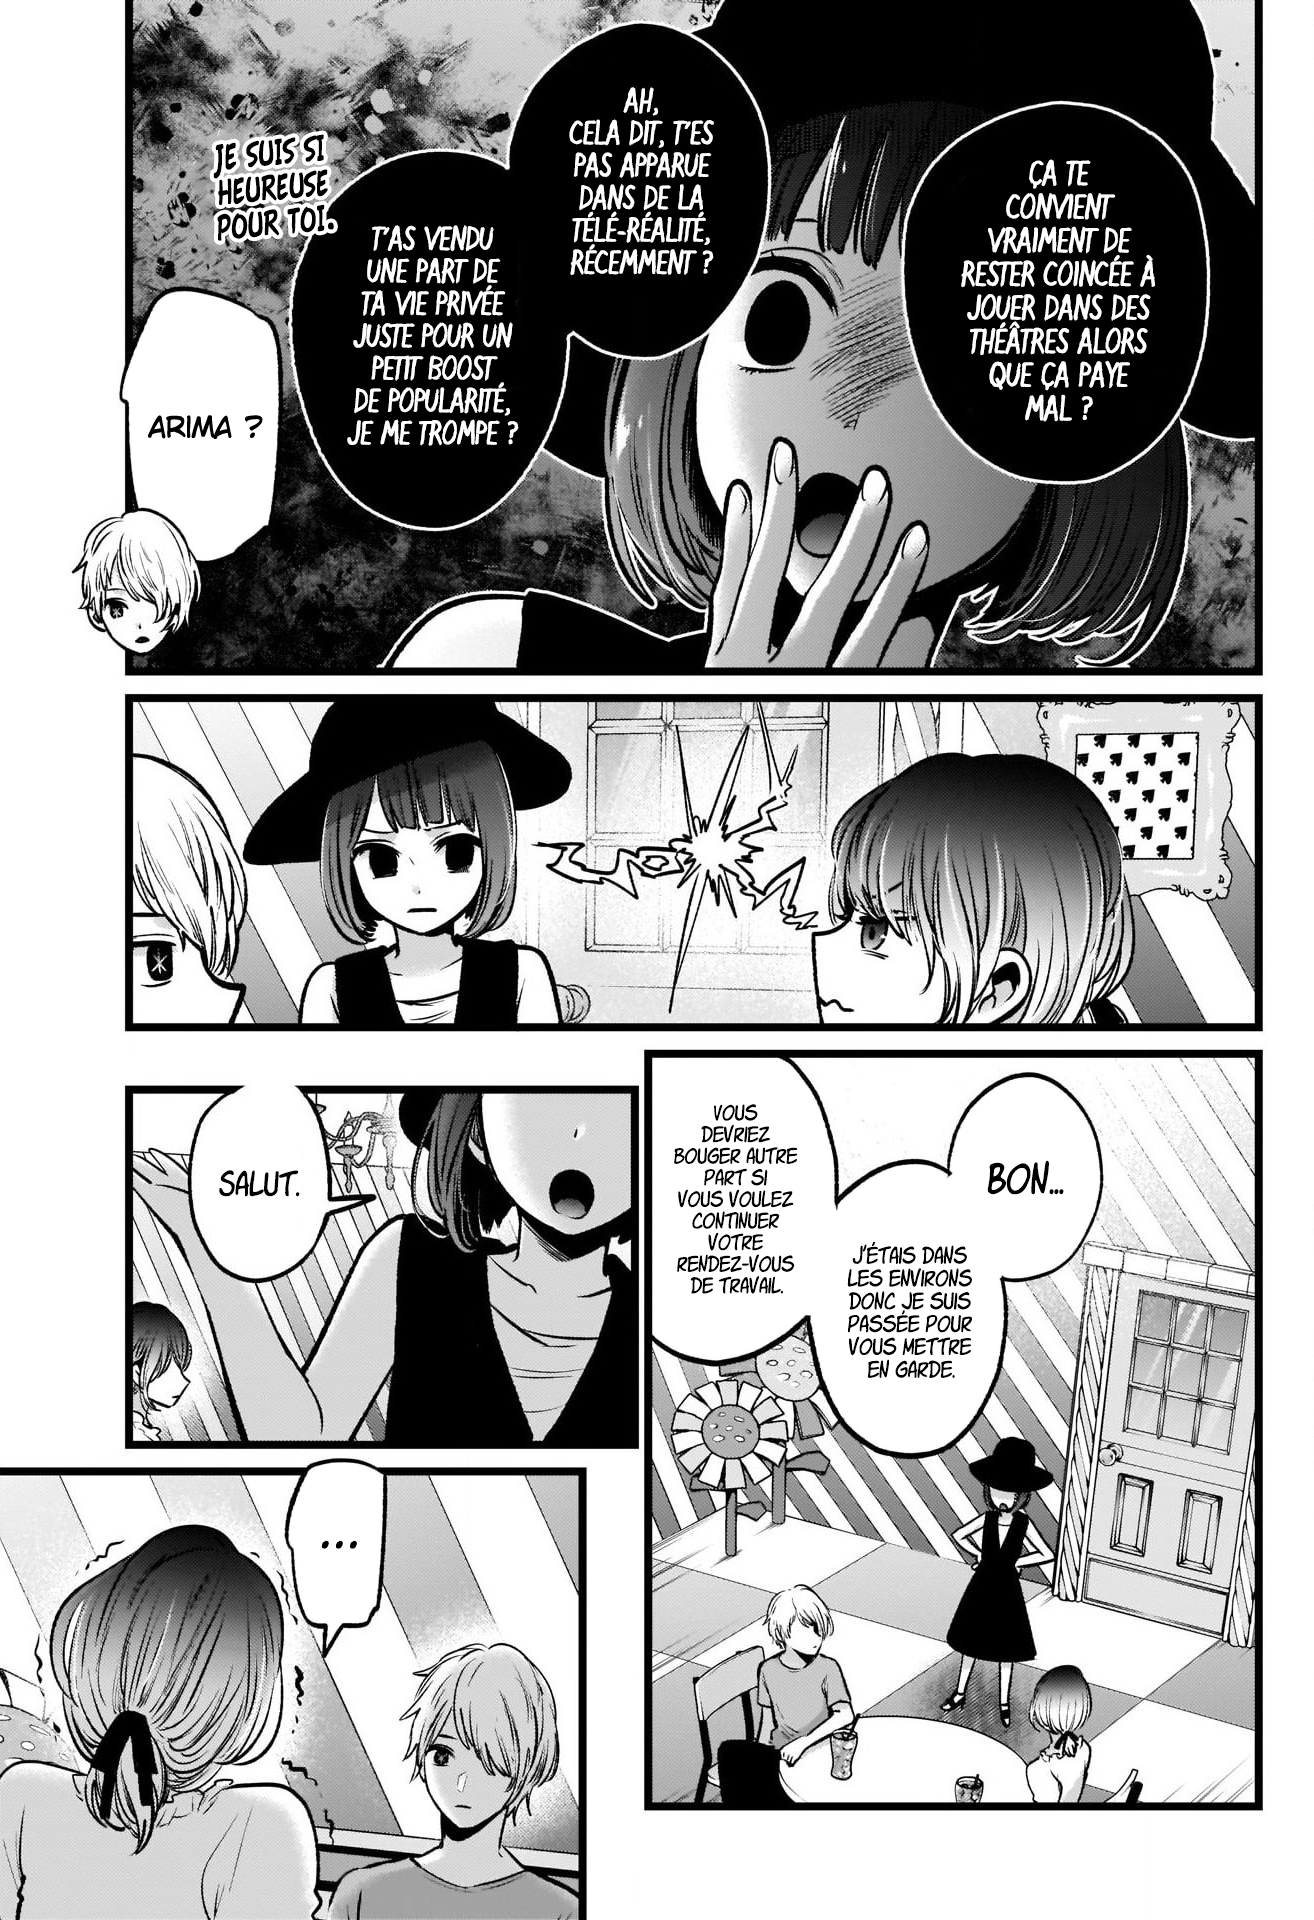 ÇA TE
CONVIENT
VRAIMENT DE
RESTER COINCÉE À
JOUER DANS DES
THÉÂTRES ALORS
QUE ÇA PAYE
MAL ?
AH,
CELA DIT, T'ES
PAS APPARUE
DANS DE LA
TÉLÉ-RÉALITÉ,
RÉCEMMENT ?
T'AS VENDU
UNE PART DE
TA VIE PRIVÉE
JUSTE POUR UN
PETIT BOOST
DE POPULARITÉ,
JE ME TROMPE ?
JE SUIS SI
HEUREUSE
POUR TOI.
ARIMA ?
BON...
J'ÉTAIS DANS
LES ENVIRONS
DONC JE SUIS
PASSÉE POUR
VOUS METTRE
EN GARDE.
VOUS
DEVRIEZ
BOUGER AUTRE
PART SI
VOUS VOULEZ
CONTINUER
VOTRE
RENDEZ-VOUS
DE TRAVAIL.
SALUT.
...